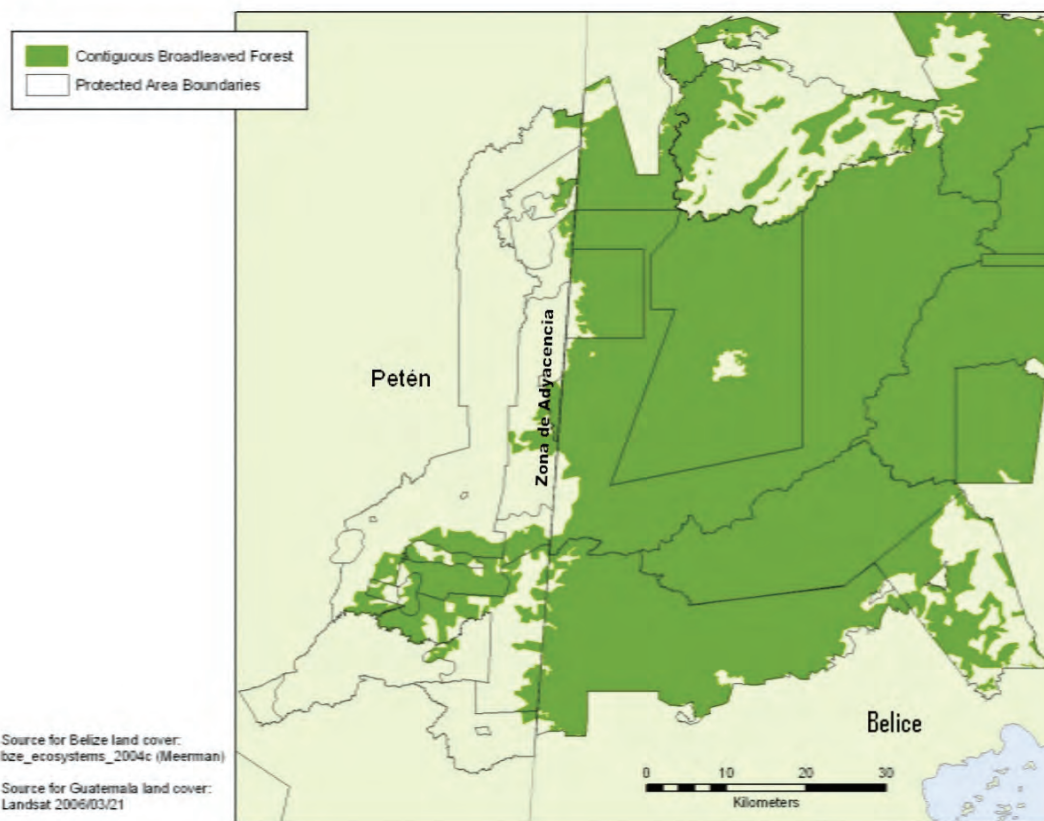 Contiguous Broadleaved Forest
Protected Area Boundaries
Petén
Zona de Adyacencia
Belice
Source for Belize land cover:
bze_ecosystems_2004c (Meerman)
Source for Guatemala land cover:
Landsat 2006/03/21
0 10 20 30
Kilometers